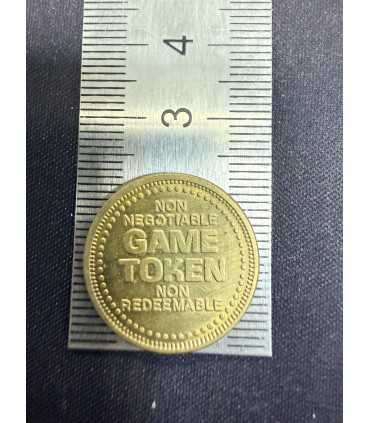 4
3
NON
NEGOTIABLE
GAME
TOKEN
NON
REDEEMABLE